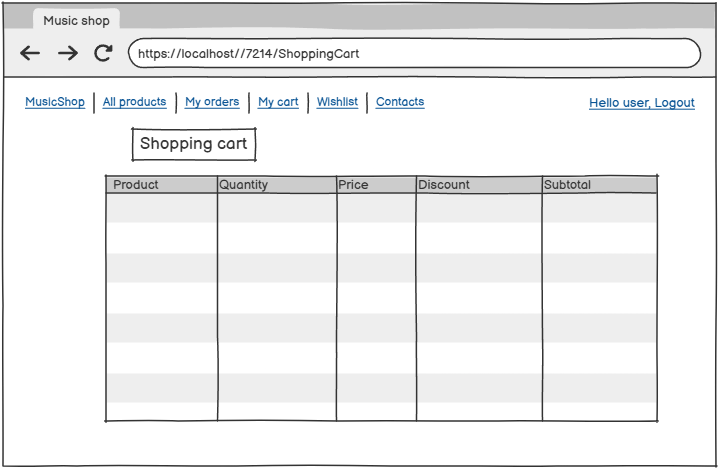 Music shop
https://localhost//7214/ShoppingCart
MusicShop All products My orders My cart Wishlist Contacts Hello user, Logout
Shopping cart
Product Quantity Price Discount Subtotal